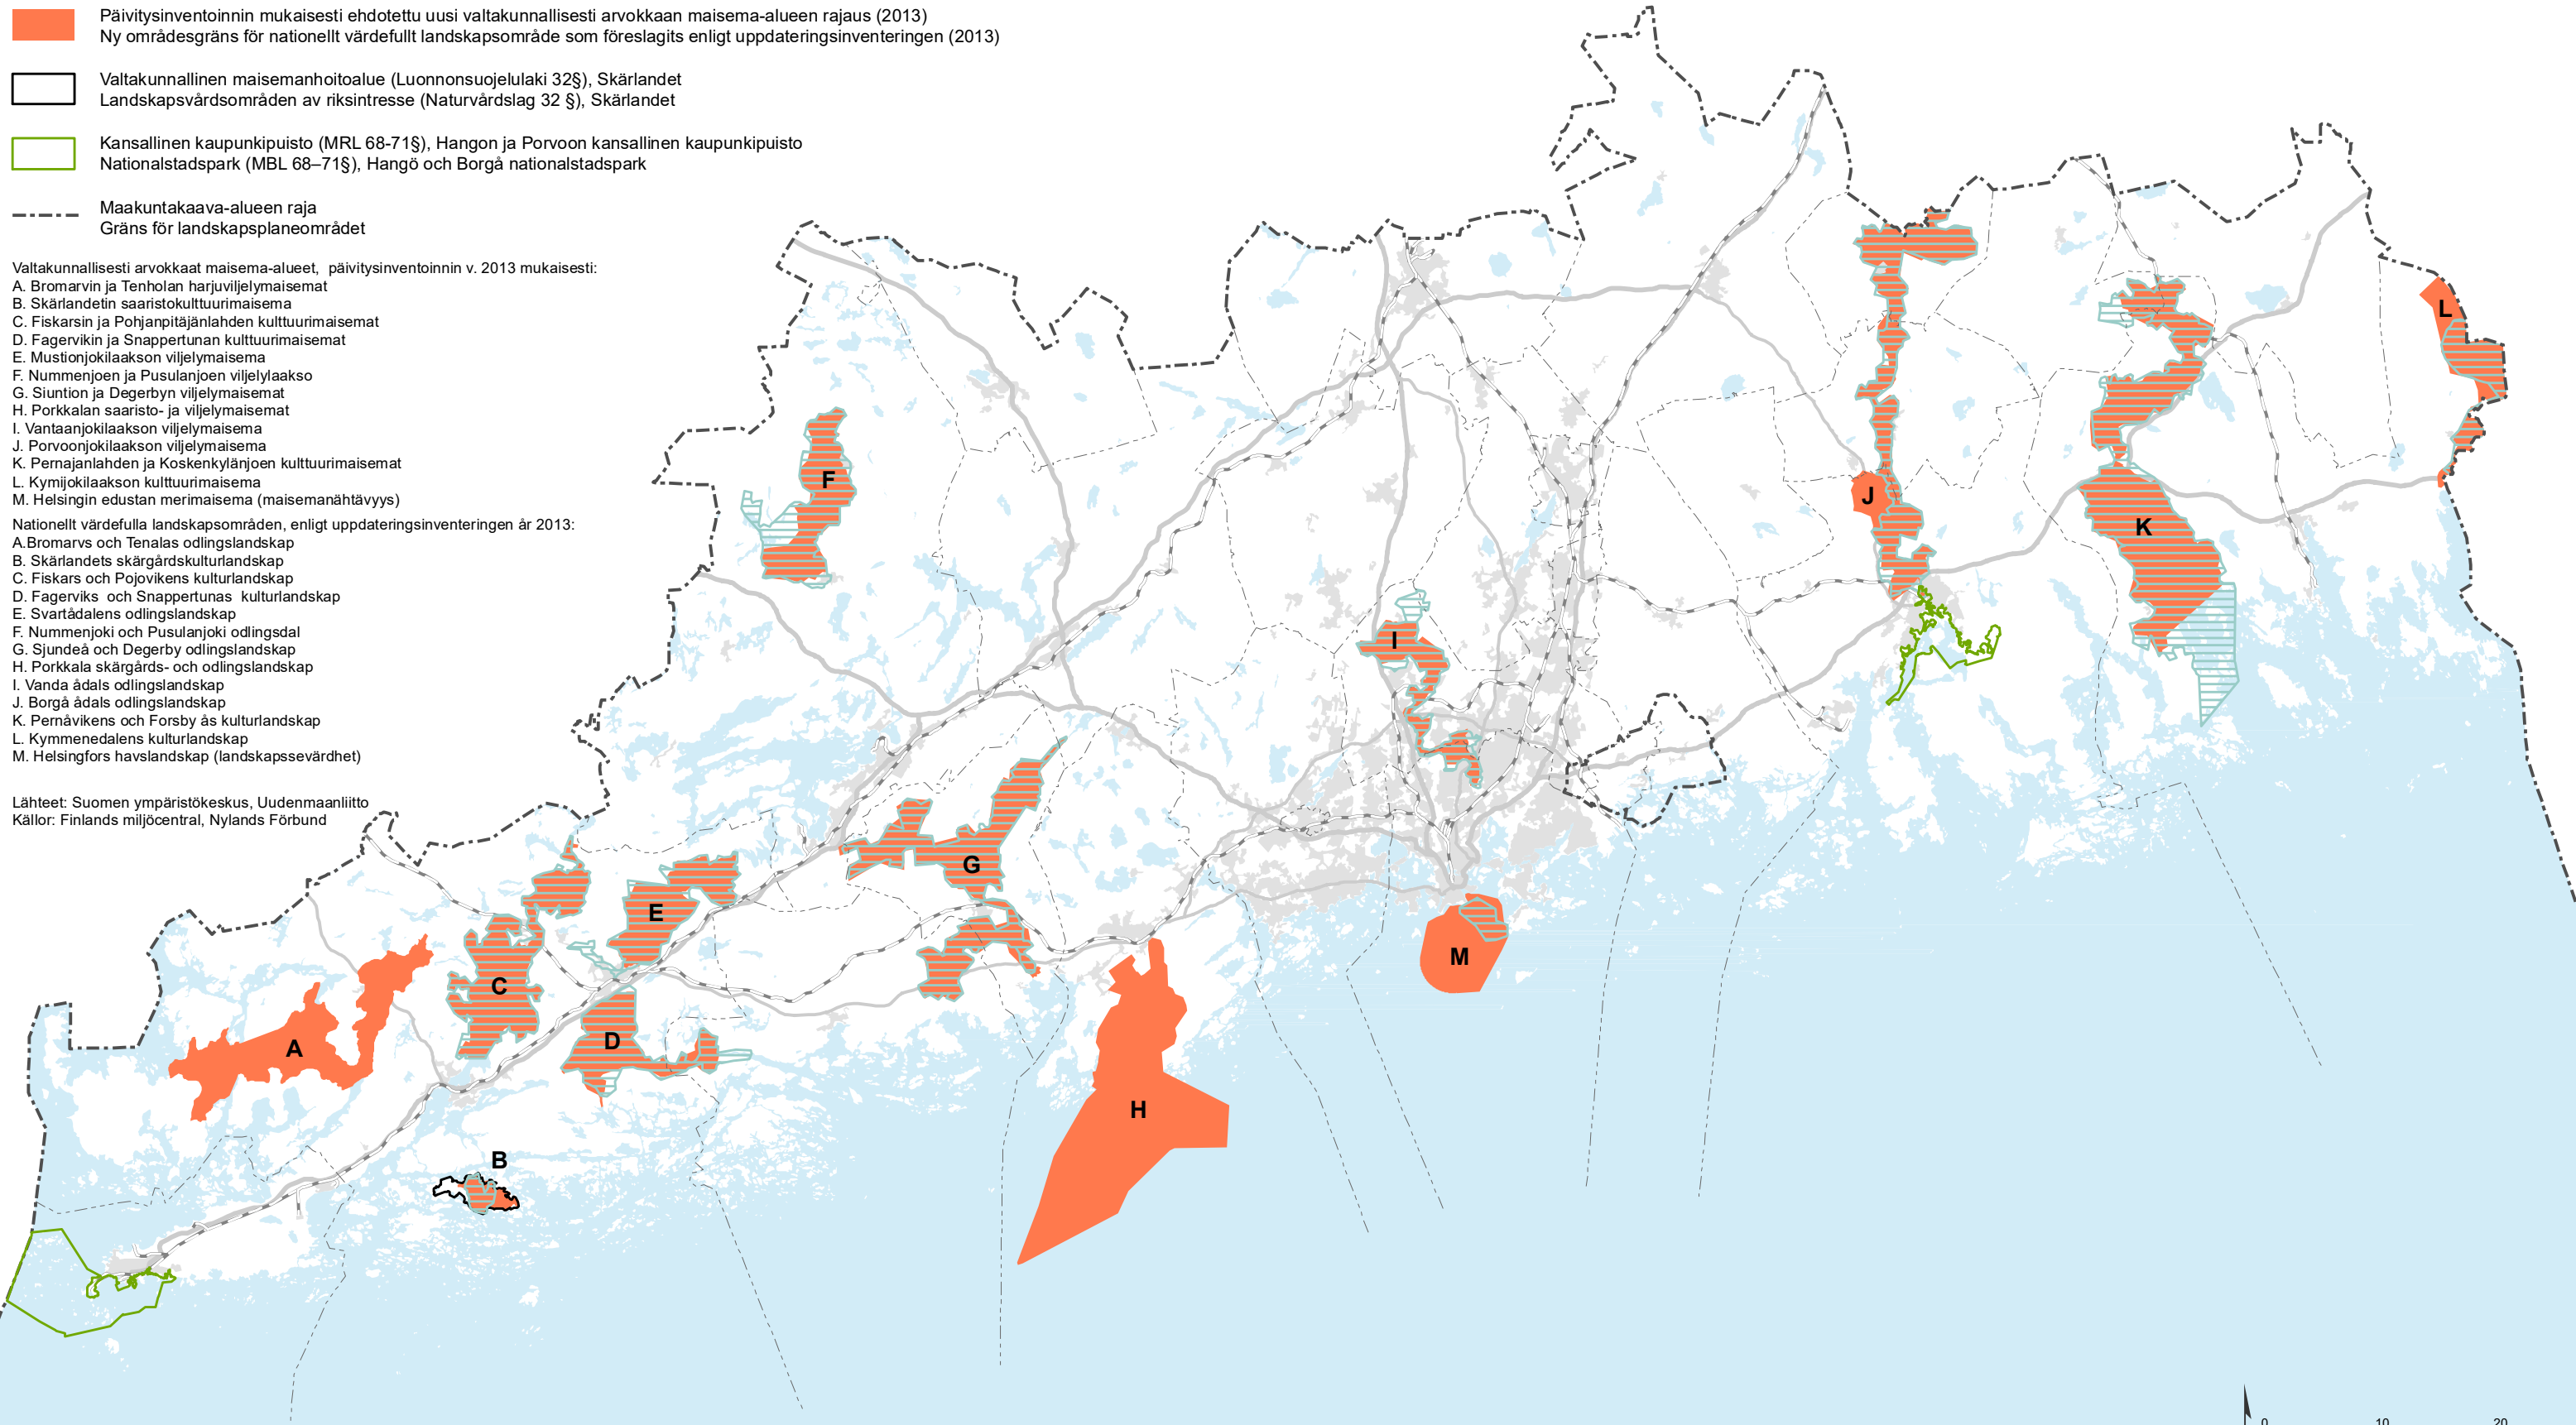 Päivitysinventoinnin mukaisesti ehdotettu uusi valtakunnallisesti arvokkaan maisema-alueen rajaus (2013)
Ny områdesgräns för nationellt värdefullt landskapsområde som föreslagits enligt uppdateringsinventeringen (2013)
Valtakunnallinen maisemanhoitoalue (Luonnonsuojelulaki 32§), Skärlandet
Landskapsvårdsområden av riksintresse (Naturvårdslag 32 §), Skärlandet
Kansallinen kaupunkipuisto (MRL 68-71§), Hangon ja Porvoon kansallinen kaupunkipuisto
Nationalstadspark (MBL 68–71§), Hangö och Borgå nationalstadspark
Maakuntakaava-alueen raja
Gräns för landskapsplaneområdet
Valtakunnallisesti arvokkaat maisema-alueet, päivitysinventoinnin v. 2013 mukaisesti:
A. Bromarvin ja Tenholan harjuviljelymaisemat
B. Skärlandetin saaristokulttuurimaisema
C. Fiskarsin ja Pohjanpitäjänlahden kulttuurimaisemat
D. Fagervikin ja Snappertunan kulttuurimaisemat
E. Mustionjokilaakson viljelymaisema
F. Nummenjoen ja Pusulanjoen viljelylaakso
G. Siuntion ja Degerbyn viljelymaisemat
H. Porkkalan saaristo- ja viljelymaisemat
I. Vantaanjokilaakson viljelymaisema
J. Porvoonjokilaakson viljelymaisema
K. Pernajanlahden ja Koskenkylänjoen kulttuurimaisemat
L. Kymijokilaakson kulttuurimaisema
M. Helsingin edustan merimaisema (maisemanähtävyys)
Nationellt värdefulla landskapsområden, enligt uppdateringsinventeringen år 2013:
A.Bromarvs och Tenalas odlingslandskap
B. Skärlandets skärgårdskulturlandskap
C. Fiskars och Pojovikens kulturlandskap
D. Fagerviks och Snappertunas kulturlandskap
E. Svartådalens odlingslandskap
F. Nummenjoki och Pusulanjoki odlingsdal
G. Sjundeå och Degerby odlingslandskap
H. Porkkala skärgårds- och odlingslandskap
I. Vanda ådals odlingslandskap
J. Borgå ådals odlingslandskap
K. Pernåvikens och Forsby ås kulturlandskap
L. Kymmenedalens kulturlandskap
M. Helsingfors havslandskap (landskapssevärdhet)
Lähteet: Suomen ympäristökeskus, Uudenmaanliitto
Källor: Finlands miljöcentral, Nylands Förbund
L
F
J
K
I
G
E
M
C
D
A
H
B
0 10 20